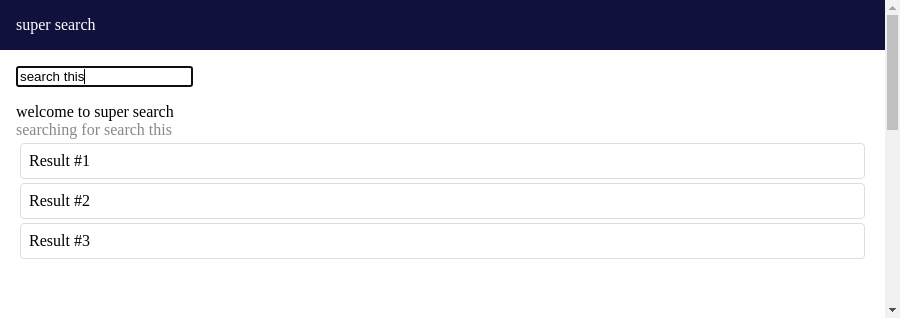 super search
search this
welcome to super search
searching for search this
Result #1
Result #2
Result #3